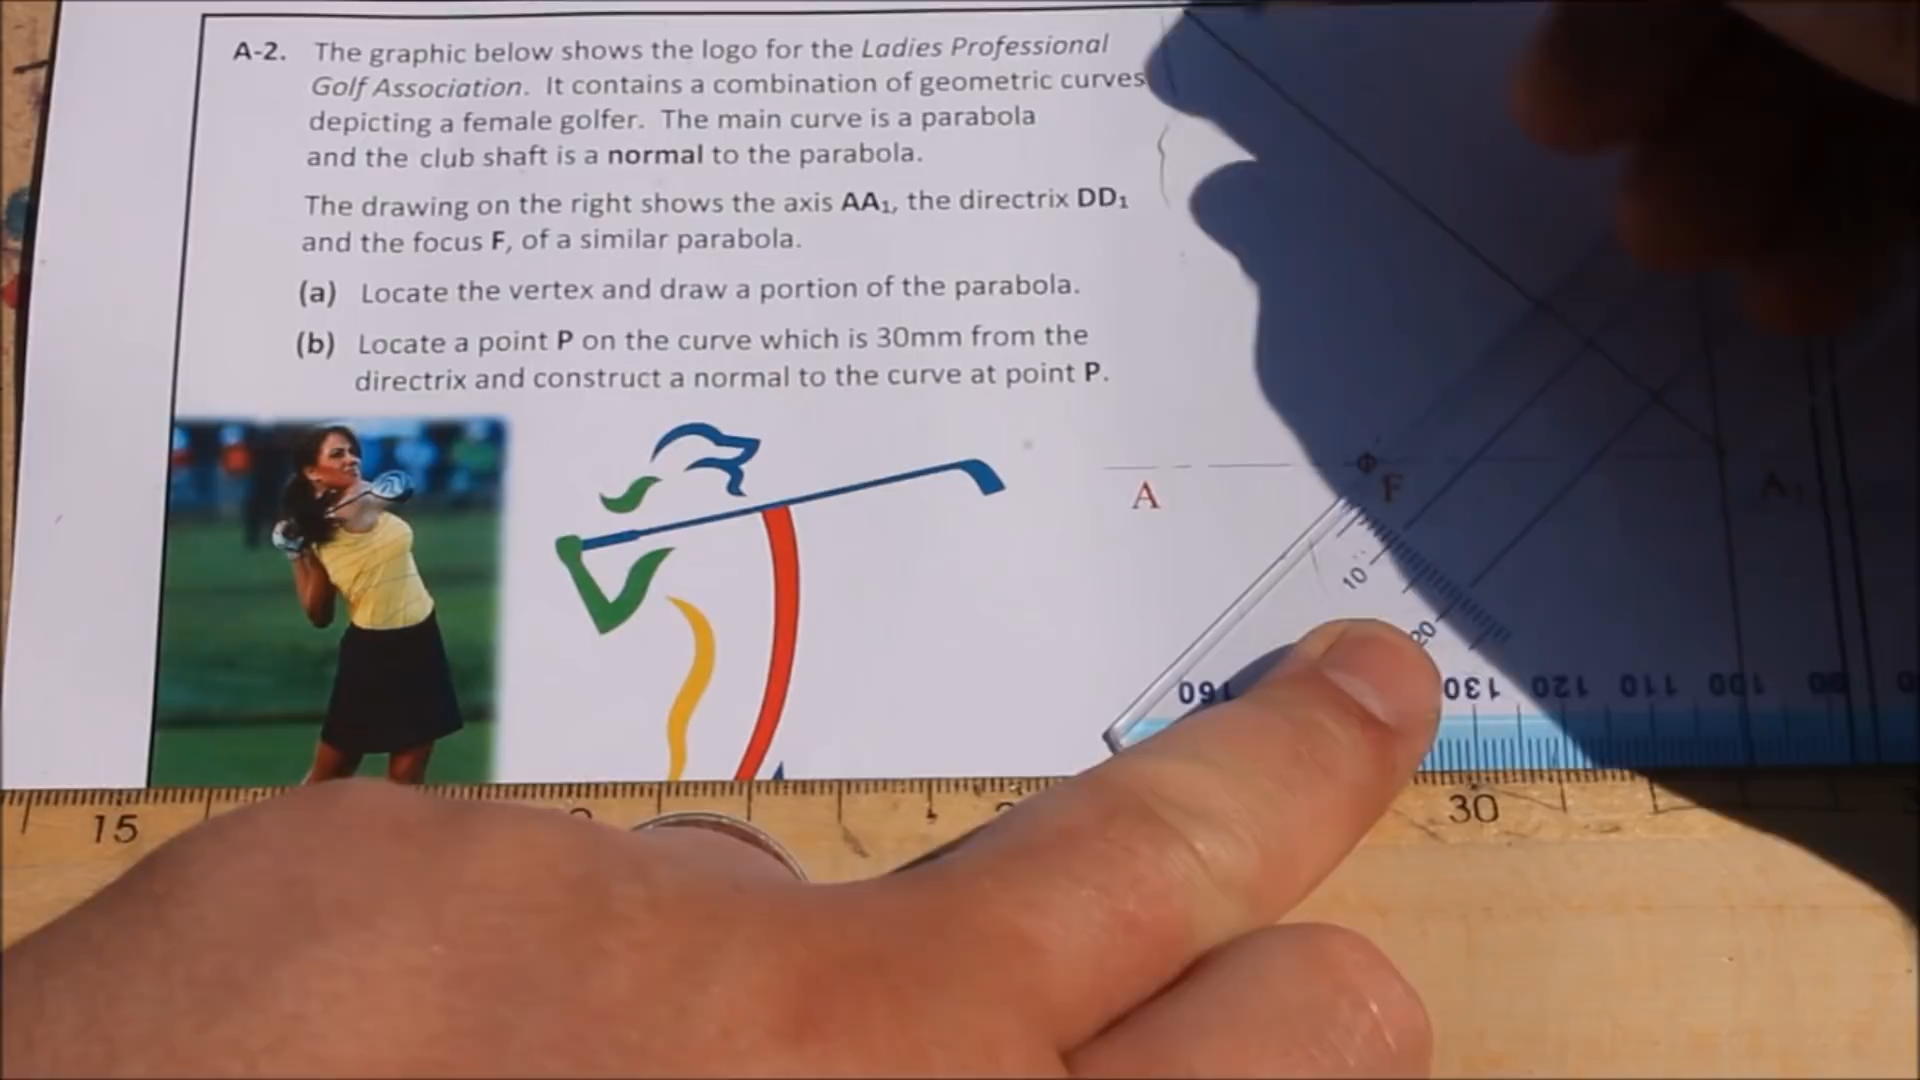 A-2. The graphic below shows the logo for the Ladies Professional
Golf Association. It contains a combination of geometric curves
depicting a female golfer. The main curve is a parabola
and the club shaft is a normal to the parabola.
The drawing on the right shows the axis AA₁, the directrix DD₁
and the focus F, of a similar parabola.
(a) Locate the vertex and draw a portion of the parabola.
(b) Locate a point P on the curve which is 30mm from the
directrix and construct a normal to the curve at point P.
A
F
A₁
10
20
160
130
120
110
100
15
30